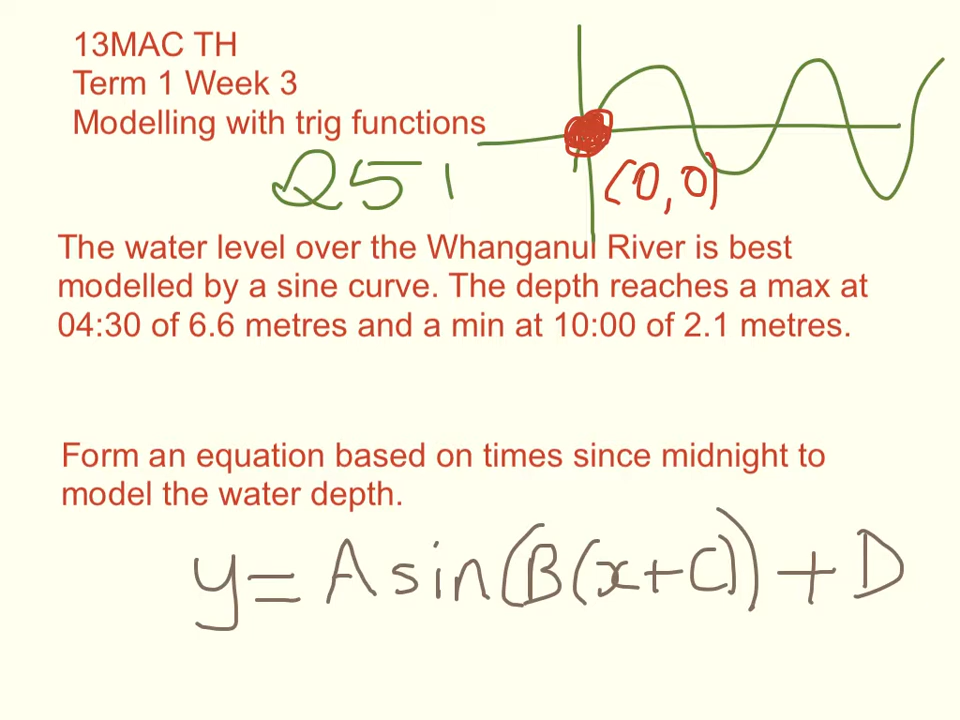 13MAC TH
Term 1 Week 3
Modelling with trig functions
251
(0,0)
The water level over the Whanganui River is best
modelled by a sine curve. The depth reaches a max at
04:30 of 6.6 metres and a min at 10:00 of 2.1 metres.
Form an equation based on times since midnight to
model the water depth.
y=Asin(B(x+C))+D